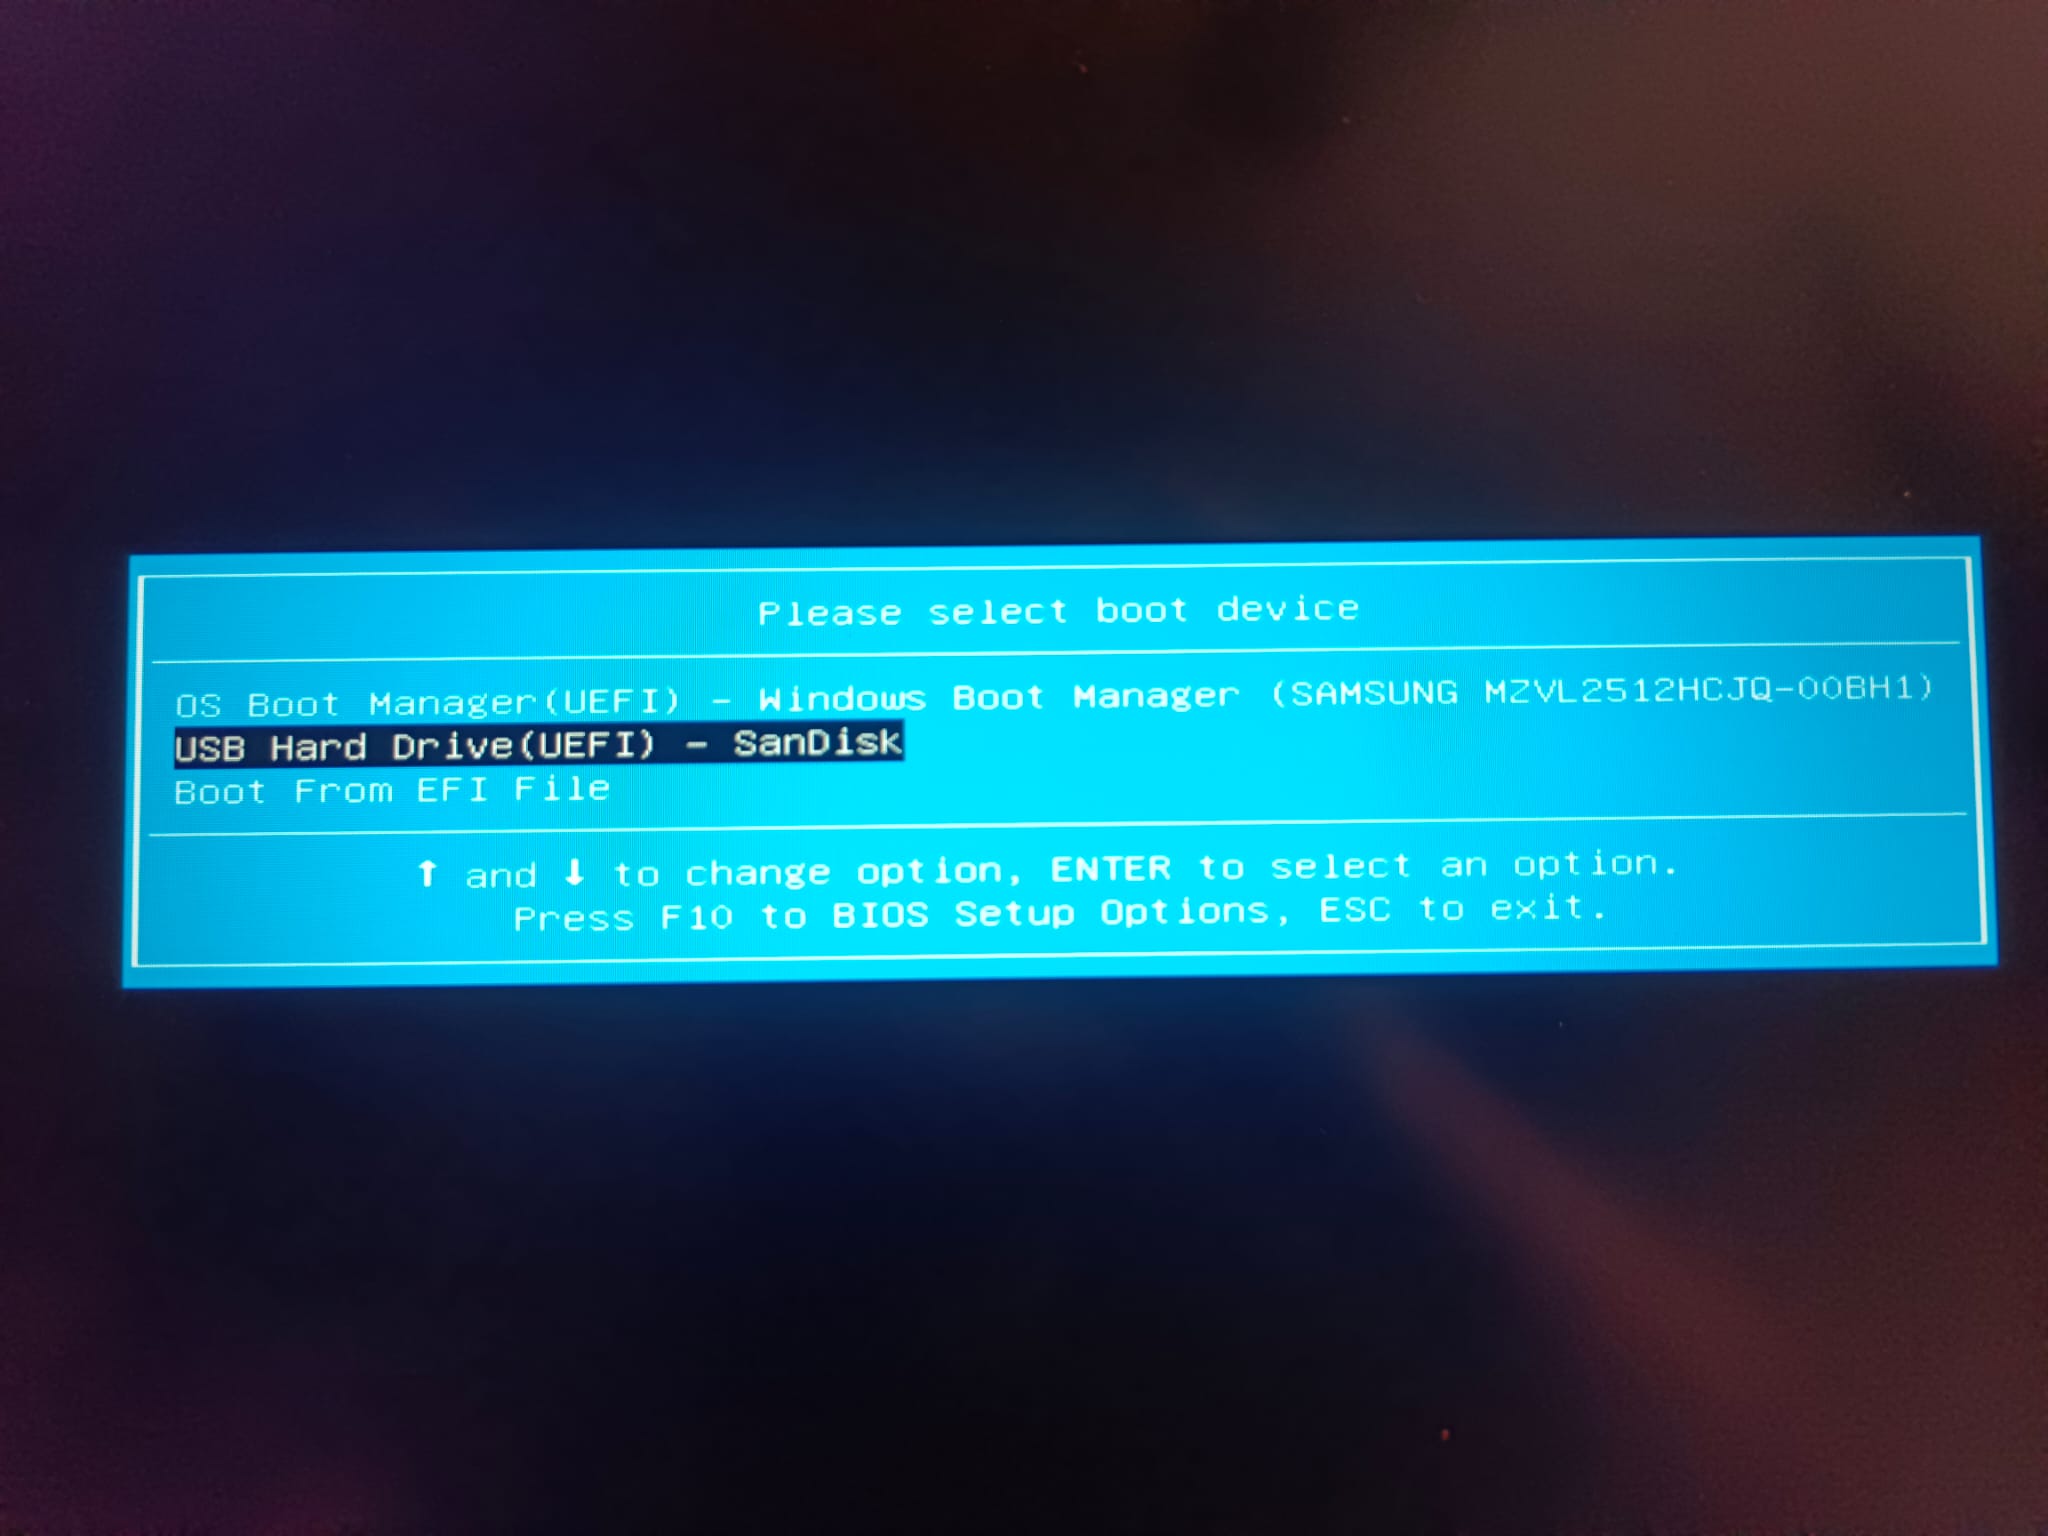 Please select boot device
OS Boot Manager(UEFI) - Windows Boot Manager (SAMSUNG MZVL2512HCJQ-00BH1)
USB Hard Drive(UEFI) - SanDisk
Boot From EFI File
↑ and ↓ to change option, ENTER to select an option.
Press F10 to BIOS Setup Options, ESC to exit.